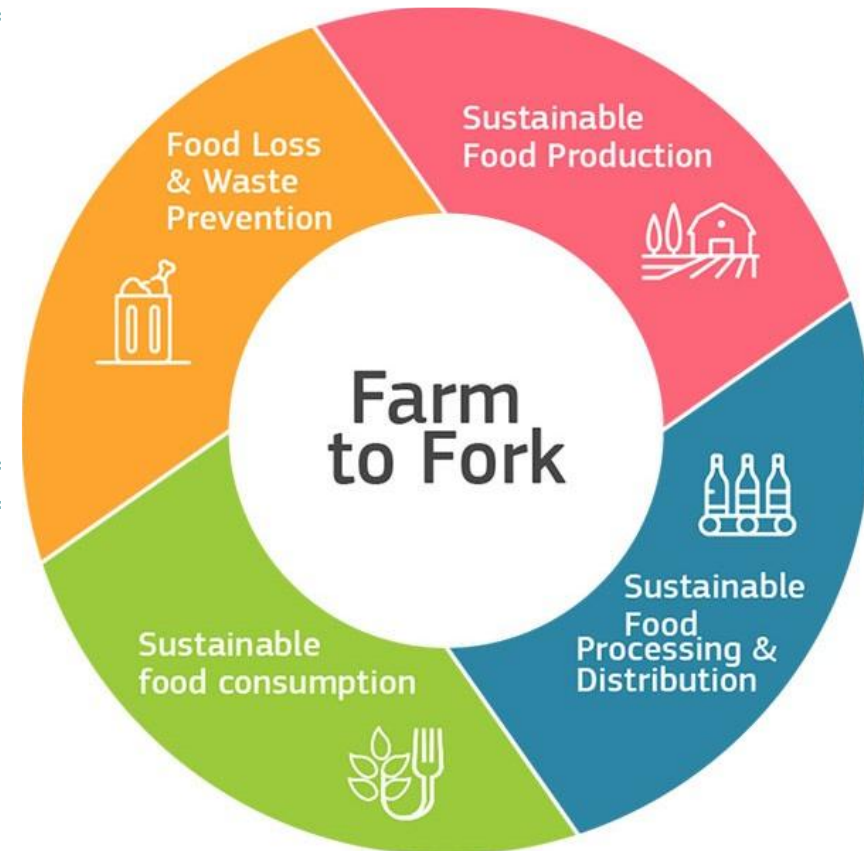 Food Loss
& Waste
Prevention
Sustainable
Food Production
Farm
to Fork
Sustainable
Food
Processing &
Distribution
Sustainable
food consumption